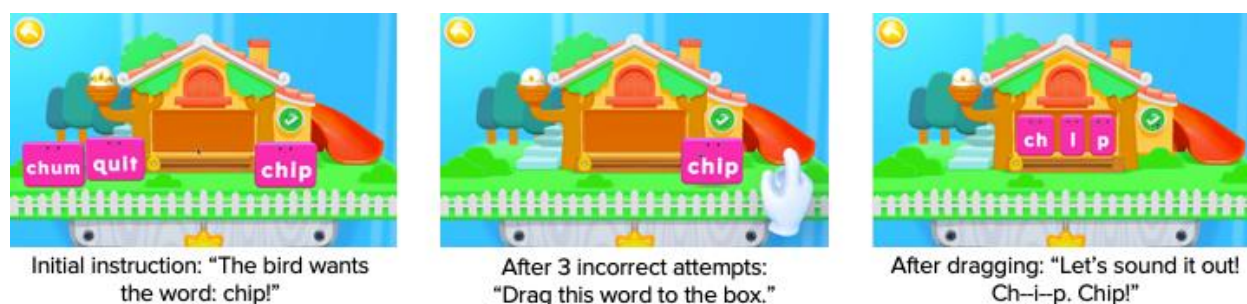 chum
quit
chip
Initial instruction: “The bird wants
the word: chip!”
chip
After 3 incorrect attempts:
“Drag this word to the box.”
ch i p
After dragging: “Let’s sound it out!
Ch--i--p. Chip!”